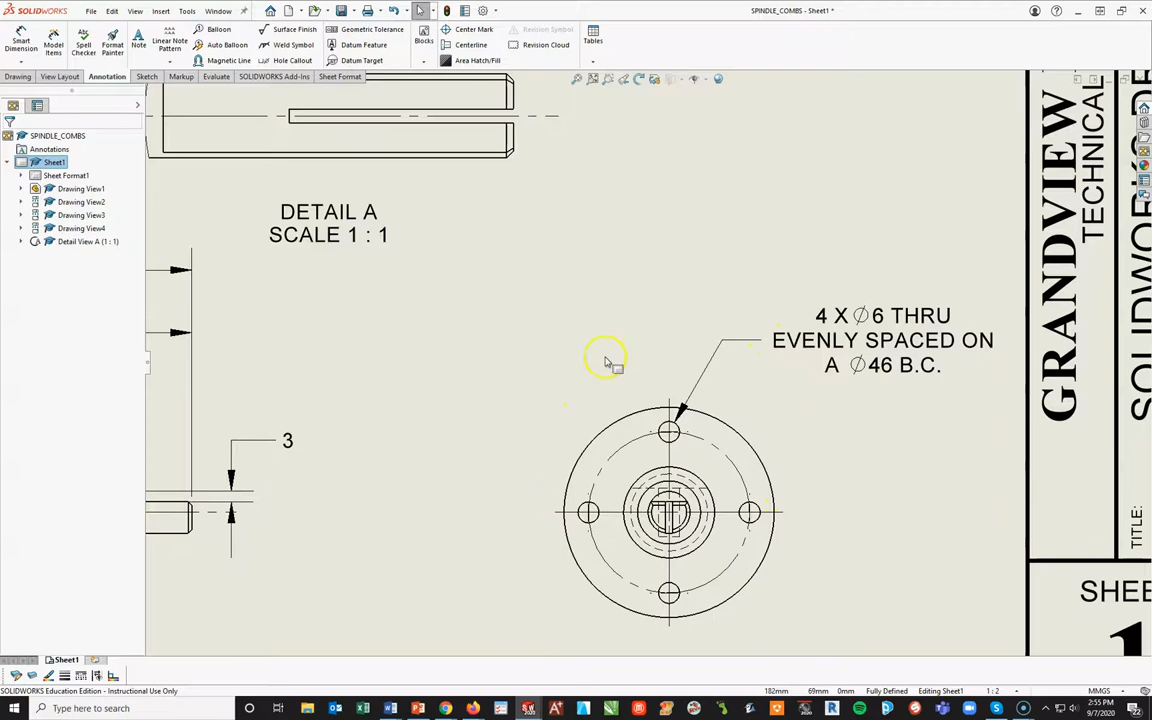 SOLIDWORKS
File Edit View Insert Tools Window
SPINDLE_COMBS - Sheet1 *
Smart Dimension
Model Items
Spell Checker
Format Painter
Note
Linear Note Pattern
Balloon
Auto Balloon
Magnetic Line
Surface Finish
Weld Symbol
Hole Callout
Geometric Tolerance
Datum Feature
Datum Target
Blocks
Center Mark
Centerline
Area Hatch/Fill
Revision Symbol
Revision Cloud
Tables
Drawing View Layout Annotation Sketch Markup Evaluate SOLIDWORKS Add-Ins Sheet Format
SPINDLE_COMBS
Annotations
Sheet1
Sheet Format1
Drawing View1
Drawing View2
Drawing View3
Drawing View4
Detail View A (1 : 1)
DETAIL A
SCALE 1 : 1
3
4 X ∅6 THRU
EVENLY SPACED ON
A ∅46 B.C.
GRANDVIEW
TECHNICAL
TITLE:
1
Sheet1
SOLIDWORKS Education Edition - Instructional Use Only
182mm 69mm 0mm Fully Defined Editing Sheet1 1 : 2 MMGS
Type here to search
2:55 PM
9/7/2020
22